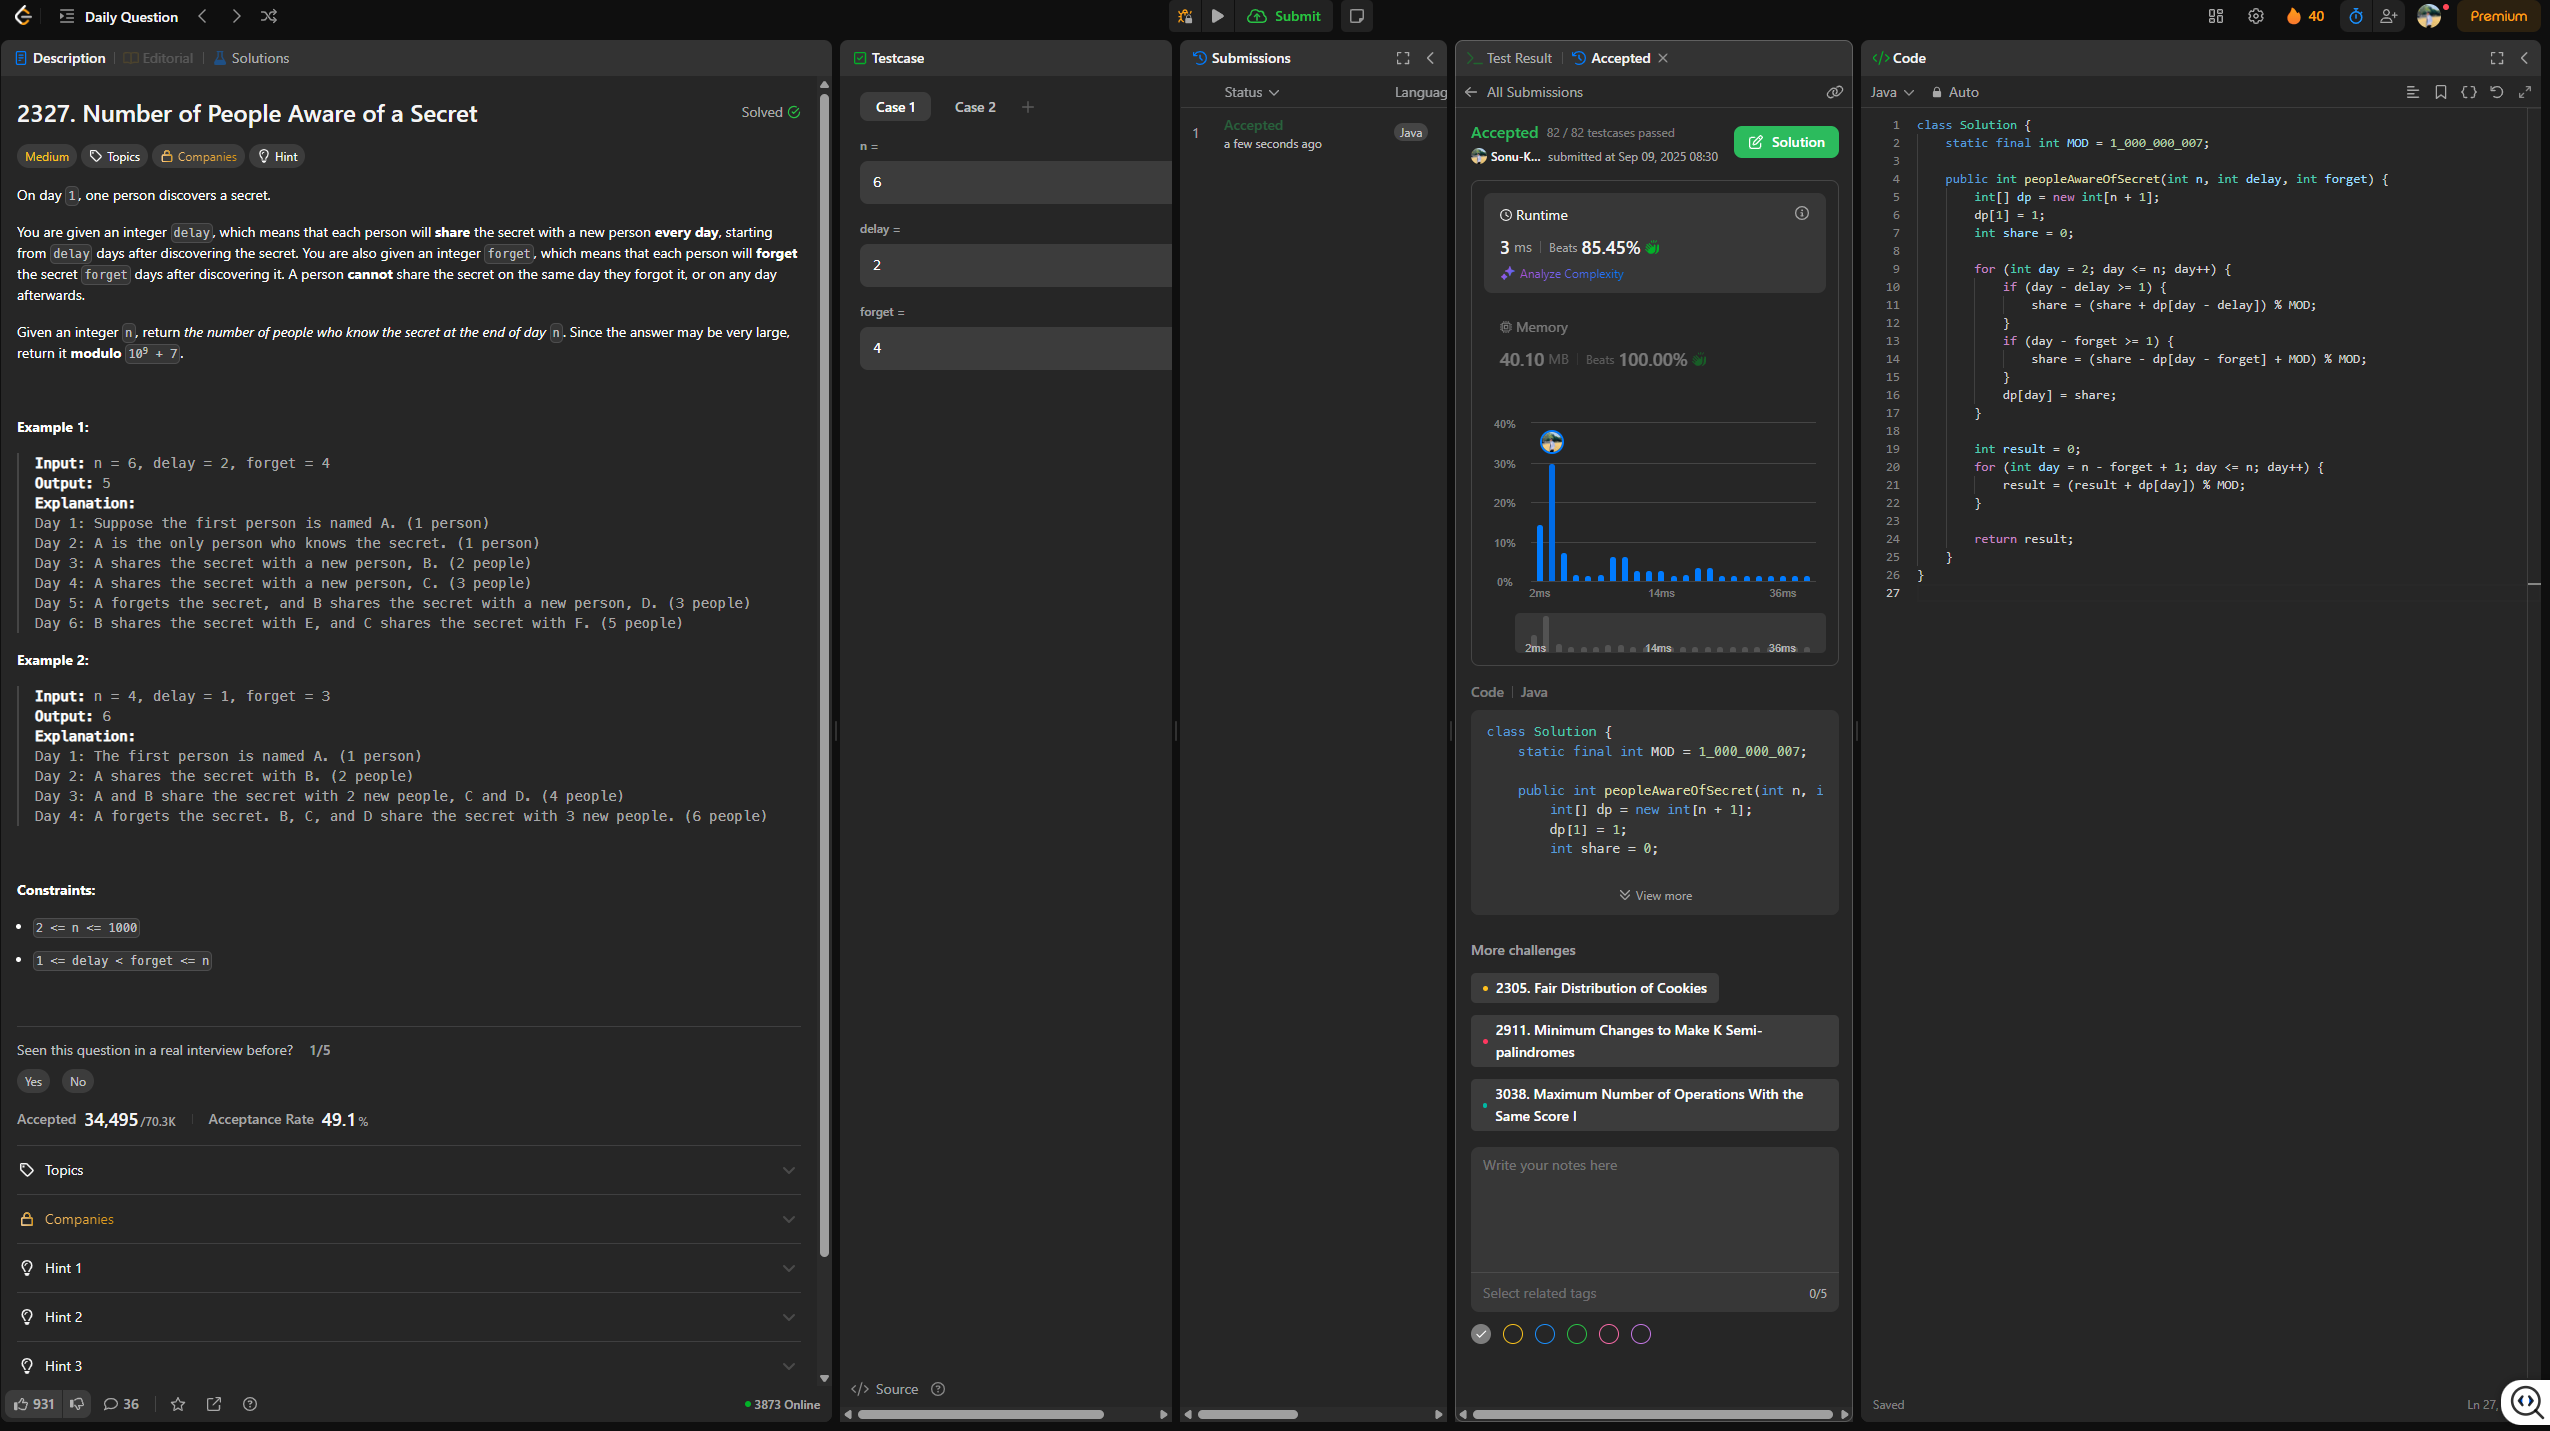 Daily Question
Submit
40
Premium
Description
Editorial
Solutions
2327. Number of People Aware of a Secret
Solved
Medium
Topics
Companies
Hint
On day 1, one person discovers a secret.
You are given an integer delay, which means that each person will share the secret with a new person every day, starting
from delay days after discovering the secret. You are also given an integer forget, which means that each person will forget
the secret forget days after discovering it. A person cannot share the secret on the same day they forgot it, or on any day
afterwards.
Given an integer n, return the number of people who know the secret at the end of day n. Since the answer may be very large,
return it modulo 10⁹ + 7.
Example 1:
Input: n = 6, delay = 2, forget = 4
Output: 5
Explanation:
Day 1: Suppose the first person is named A. (1 person)
Day 2: A is the only person who knows the secret. (1 person)
Day 3: A shares the secret with a new person, B. (2 people)
Day 4: A shares the secret with a new person, C. (3 people)
Day 5: A forgets the secret, and B shares the secret with a new person, D. (3 people)
Day 6: B shares the secret with E, and C shares the secret with F. (5 people)
Example 2:
Input: n = 4, delay = 1, forget = 3
Output: 6
Explanation:
Day 1: The first person is named A. (1 person)
Day 2: A shares the secret with B. (2 people)
Day 3: A and B share the secret with 2 new people, C and D. (4 people)
Day 4: A forgets the secret. B, C, and D share the secret with 3 new people. (6 people)
Constraints:
2 <= n <= 1000
1 <= delay < forget <= n
Seen this question in a real interview before? 1/5
Yes No
Accepted 34,495/70.3K Acceptance Rate 49.1%
Topics
Companies
Hint 1
Hint 2
Hint 3
931 36
3873 Online
Testcase
Case 1 Case 2 +
n =
6
delay =
2
forget =
4
Source
Submissions
Status Languag
1 Accepted Java
a few seconds ago
Test Result Accepted
All Submissions
Accepted 82 / 82 testcases passed
Sonu-K... submitted at Sep 09, 2025 08:30
Solution
Runtime
3 ms Beats 85.45%
Analyze Complexity
Memory
40.10 MB Beats 100.00%
40%
30%
20%
10%
0%
2ms 14ms 36ms
2ms 14ms 36ms
Code Java
class Solution {
static final int MOD = 1_000_000_007;
public int peopleAwareOfSecret(int n, i
int[] dp = new int[n + 1];
dp[1] = 1;
int share = 0;
View more
More challenges
2305. Fair Distribution of Cookies
2911. Minimum Changes to Make K Semi-
palindromes
3038. Maximum Number of Operations With the
Same Score I
Write your notes here
Select related tags 0/5
</> Code
Java Auto
1 class Solution {
2 static final int MOD = 1_000_000_007;
3
4 public int peopleAwareOfSecret(int n, int delay, int forget) {
5 int[] dp = new int[n + 1];
6 dp[1] = 1;
7 int share = 0;
8
9 for (int day = 2; day <= n; day++) {
10 if (day - delay >= 1) {
11 share = (share + dp[day - delay]) % MOD;
12 }
13 if (day - forget >= 1) {
14 share = (share - dp[day - forget] + MOD) % MOD;
15 }
16 dp[day] = share;
17 }
18
19 int result = 0;
20 for (int day = n - forget + 1; day <= n; day++) {
21 result = (result + dp[day]) % MOD;
22 }
23
24 return result;
25 }
26 }
27
Saved
Ln 27,